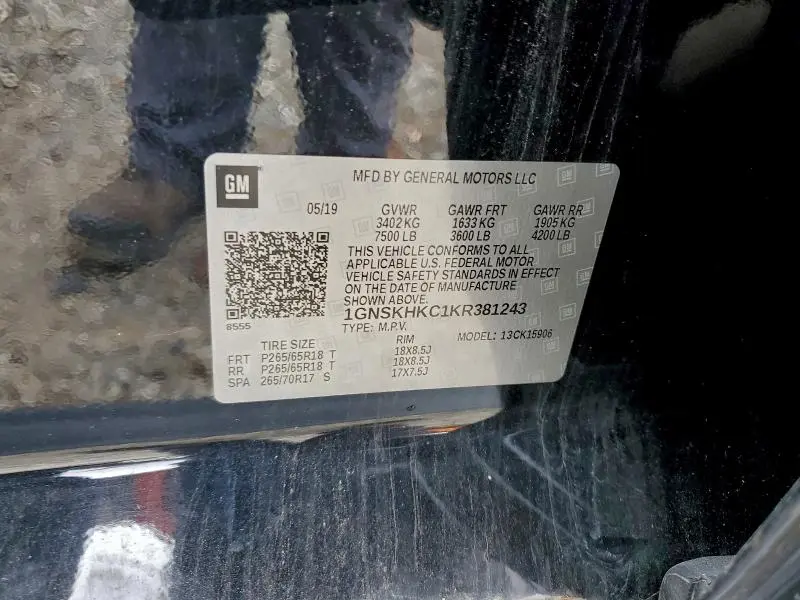 GM
MFD BY GENERAL MOTORS LLC
05/19 GVWR GAWR FRT GAWR RR
3402 KG 1633 KG 1905 KG
7500 LB 3600 LB 4200 LB
THIS VEHICLE CONFORMS TO ALL
APPLICABLE U.S. FEDERAL MOTOR
VEHICLE SAFETY STANDARDS IN EFFECT
ON THE DATE OF MANUFACTURE
SHOWN ABOVE.
8555
1GNSKHKC1KR381243
TYPE: M.P.V. MODEL: 13CK15906
TIRE SIZE RIM
FRT P265/65R18 T 18X8.5J
RR P265/65R18 T 18X8.5J
SPA 265/70R17 S 17X7.5J